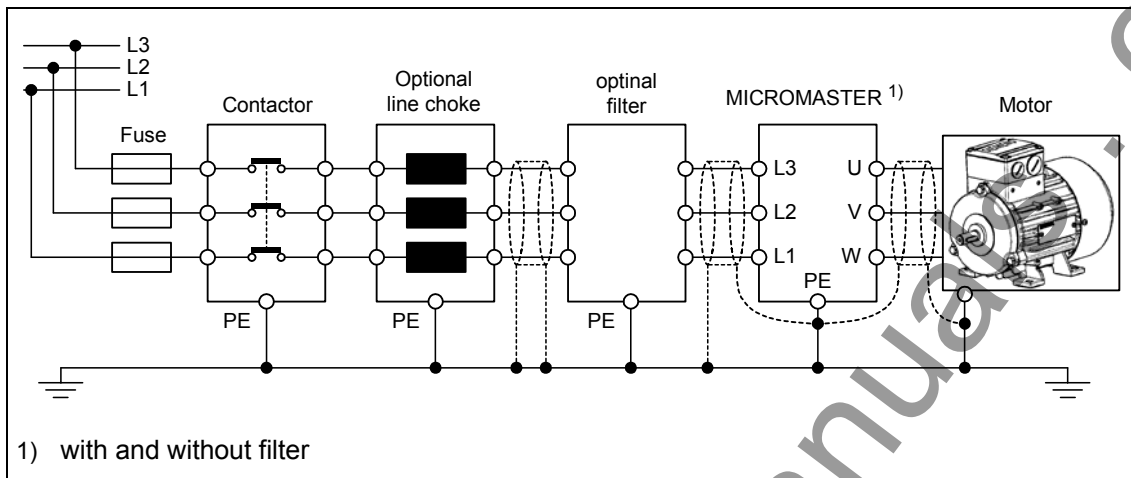 L3
L2
L1
Fuse
Contactor
Optional
line choke
optinal
filter
MICROMASTER 1)
Motor
L3
L2
L1
U
V
W
PE
PE
PE
PE
1) with and without filter